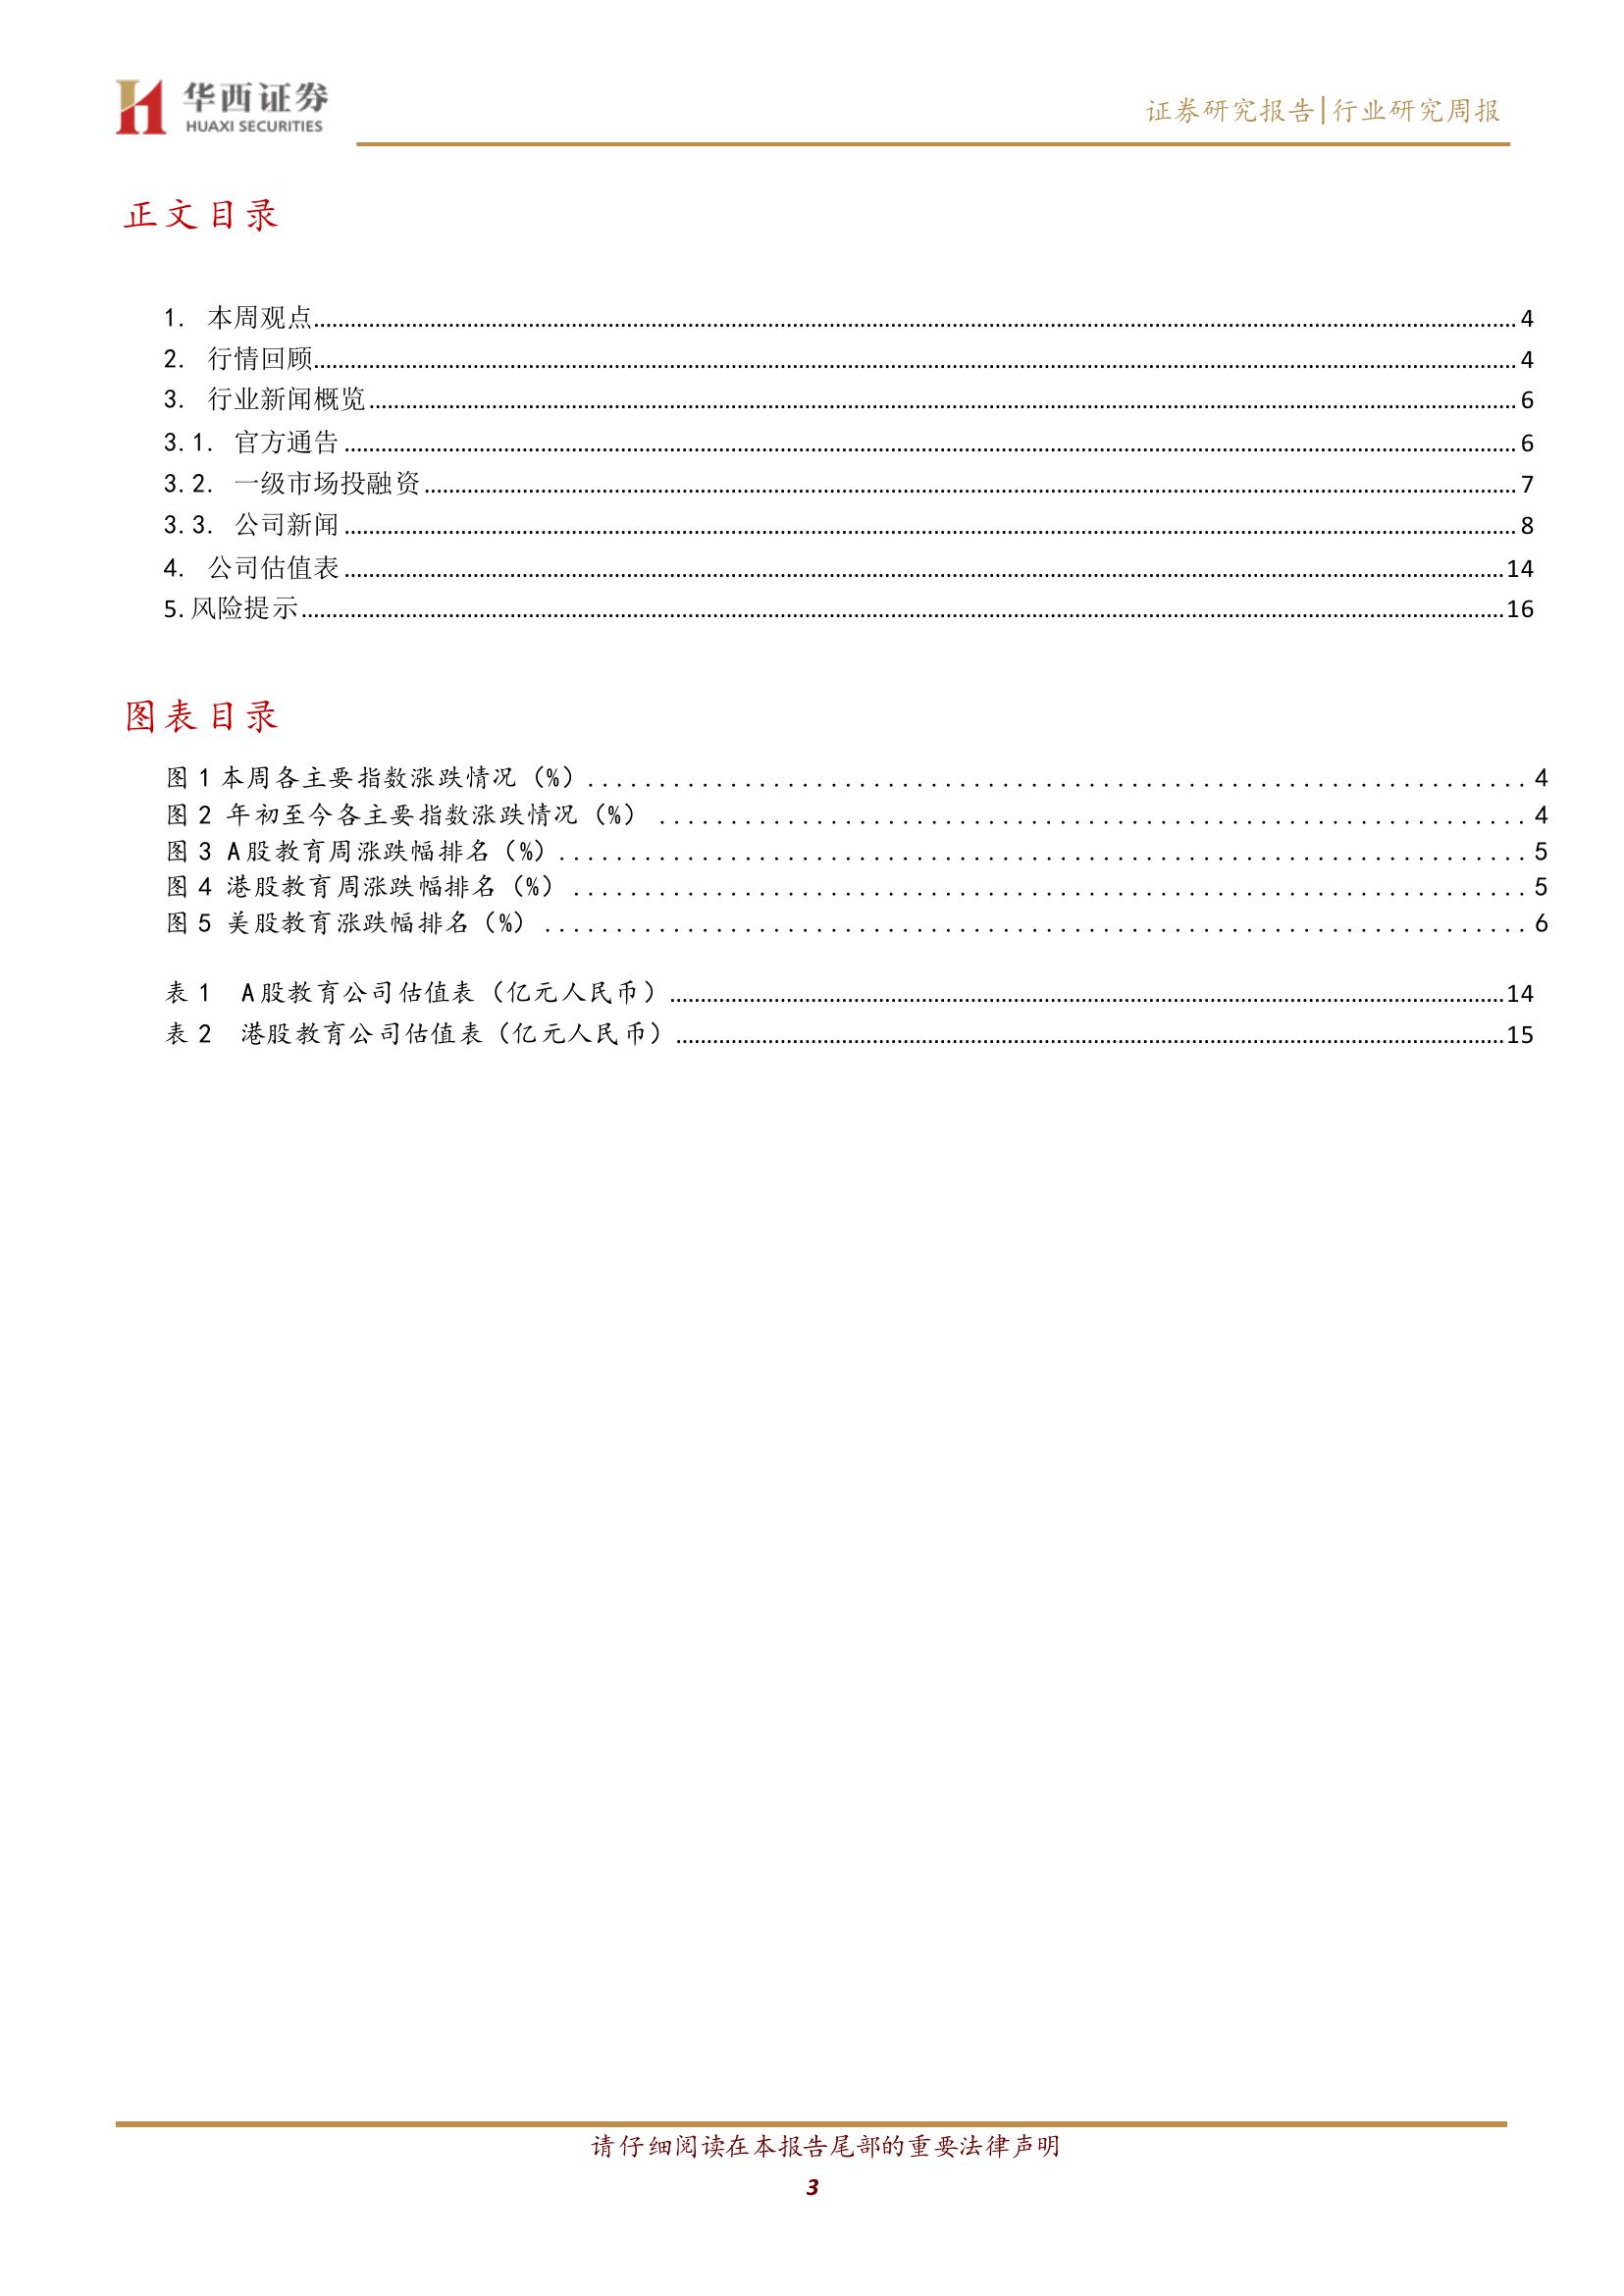 华西证券
HUAXI SECURITIES
证券研究报告|行业研究周报
正文目录
1. 本周观点........................................4
2. 行情回顾........................................4
3. 行业新闻概览........................................6
3.1. 官方通告........................................6
3.2. 一级市场投融资........................................7
3.3. 公司新闻........................................8
4. 公司估值表........................................14
5.风险提示........................................16
图表目录
图 1 本周各主要指数涨跌情况（%）........................................4
图 2 年初至今各主要指数涨跌情况（%）........................................4
图 3 A 股教育周涨跌幅排名（%）........................................5
图 4 港股教育周涨跌幅排名（%）........................................5
图 5 美股教育涨跌幅排名（%）........................................6
表 1 A 股教育公司估值表（亿元人民币）........................................14
表 2 港股教育公司估值表（亿元人民币）........................................15
请仔细阅读在本报告尾部的重要法律声明
3